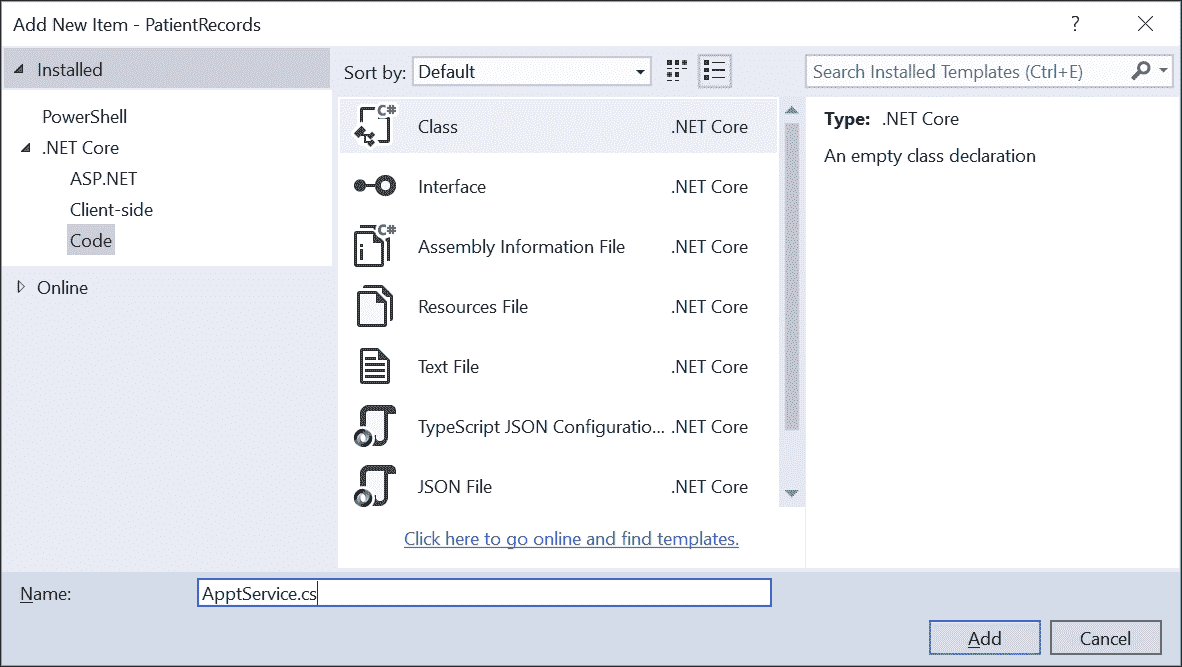 Add New Item - PatientRecords
?
Installed
PowerShell
.NET Core
ASP.NET
Client-side
Code
Online
Sort by: Default
C# Class .NET Core
Interface .NET Core
C# Assembly Information File .NET Core
Resources File .NET Core
Text File .NET Core
TypeScript JSON Configuratio... .NET Core
JSON File .NET Core
Click here to go online and find templates.
Search Installed Templates (Ctrl+E)
Type: .NET Core
An empty class declaration
Name: ApptService.cs
Add Cancel